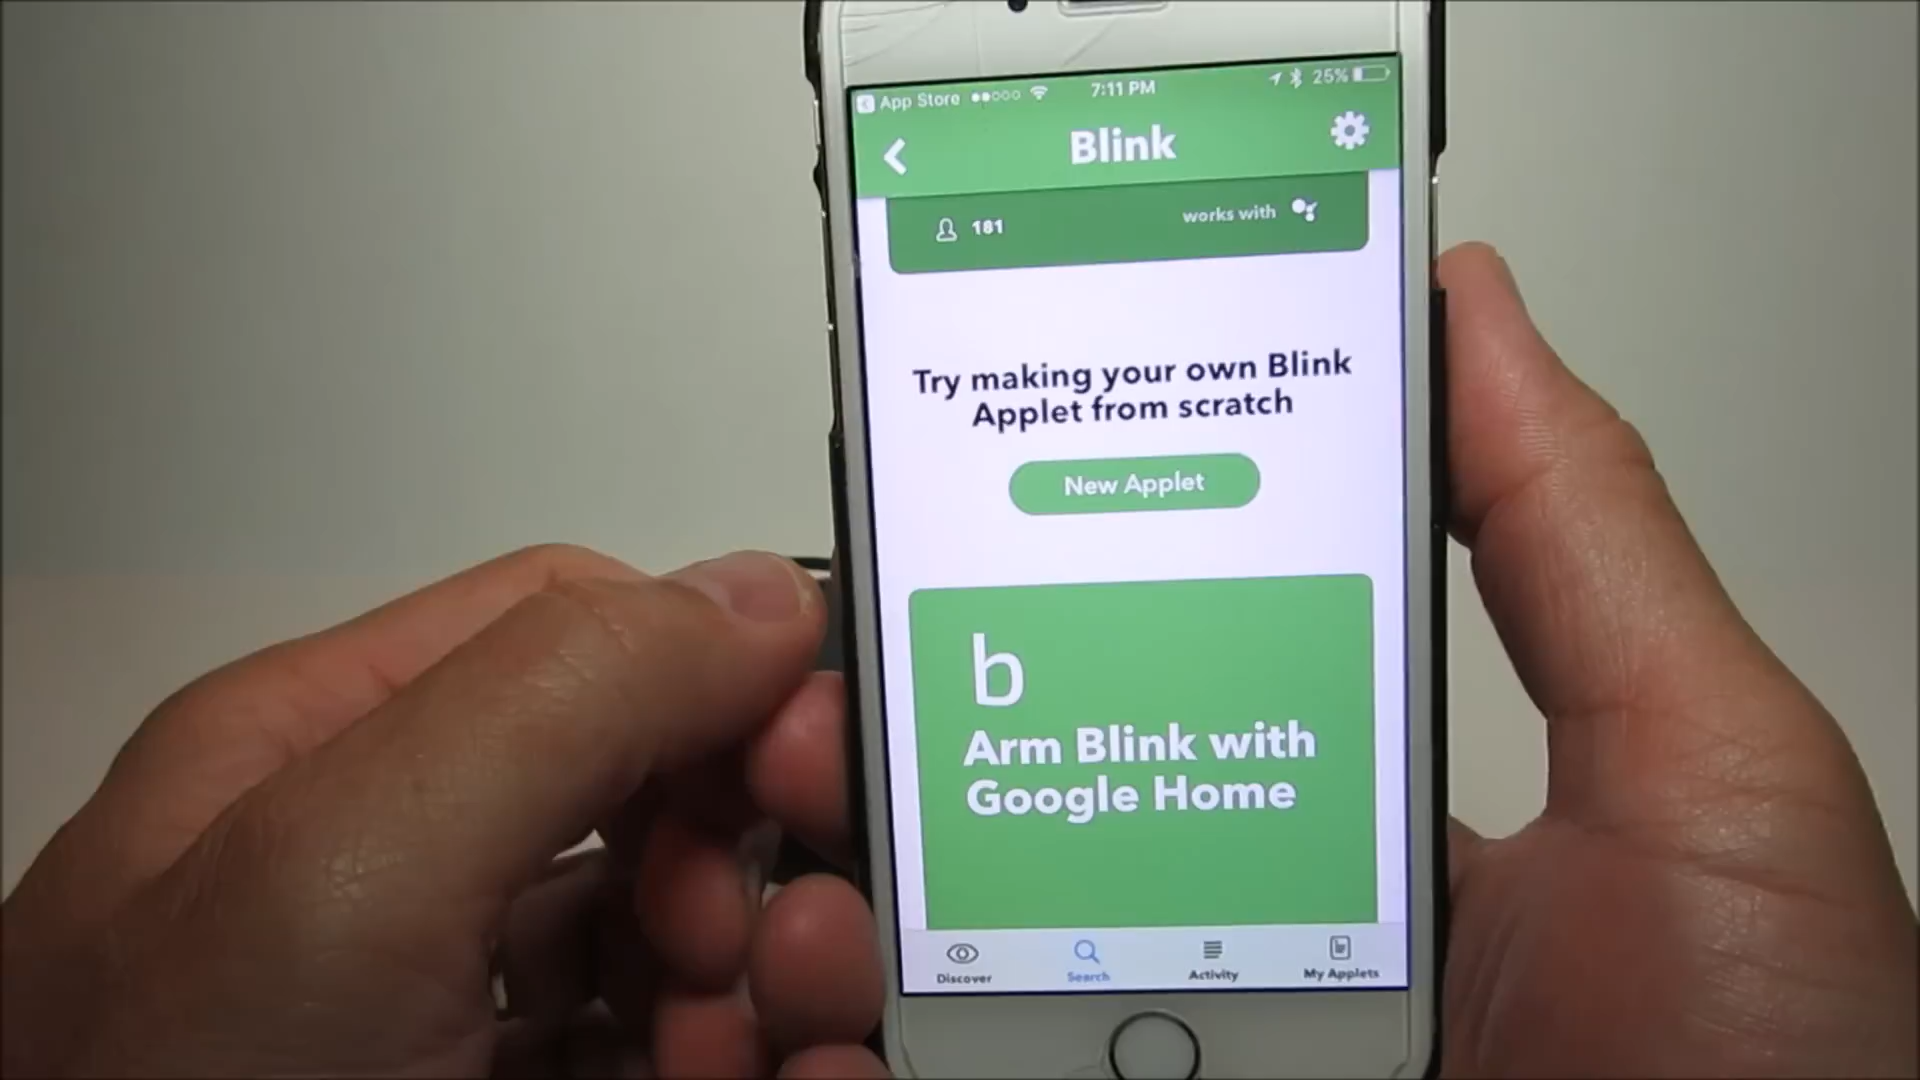 App Store 7:11 PM 25%
Blink
181 works with
Try making your own Blink
Applet from scratch
New Applet
b
Arm Blink with
Google Home
Discover Search Activity My Applets